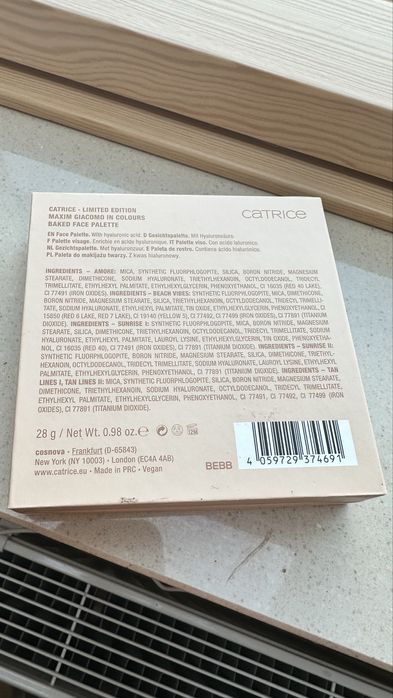 CATRICE - LIMITED EDITION
MAXIM GIACOMO IN COLOURS
BAKED FACE PALETTE
CATRICE
EN Face Palette. With hyaluronic acid. D Gesichtspalette. Mit Hyaluronsäure.
F Palette visage. Enrichie en acide hyaluronique. IT Palette viso. Con acido ialuronico.
NL Gezichtspalette. Met hyaluronzuur. E Paleta de rostro. Contiene ácido hialurónico.
PL Paleta do makijażu twarzy. Z kwas hialuronowy.
INGREDIENTS – AMORE: MICA, SYNTHETIC FLUORPHLOGOPITE, SILICA, BORON NITRIDE, MAGNESIUM
STEARATE, DIMETHICONE, SODIUM HYALURONATE, TRIETHYLHEXANOIN, OCTYLDODECANOL, TRIDECYL
TRIMELLITATE, ETHYLHEXYL PALMITATE, ETHYLHEXYLGLYCERIN, PHENOXYETHANOL, CI 16035 (RED 40 LAKE),
CI 77491 (IRON OXIDES). INGREDIENTS – BEACH VIBES: SYNTHETIC FLUORPHLOGOPITE, MICA, DIMETHICONE,
BORON NITRIDE, MAGNESIUM STEARATE, SILICA, TRIETHYLHEXANOIN, OCTYLDODECANOL, TRIDECYL TRIMELLI-
TATE, SODIUM HYALURONATE, ETHYLHEXYL PALMITATE, TIN OXIDE, ETHYLHEXYLGLYCERIN, PHENOXYETHANOL, CI
15850 (RED 6 LAKE, RED 7 LAKE), CI 19140 (YELLOW 5), CI 77492, CI 77499 (IRON OXIDES), CI 77891 (TITANIUM
DIOXIDE). INGREDIENTS – SUNRISE I: SYNTHETIC FLUORPHLOGOPITE, MICA, BORON NITRIDE, MAGNESIUM
STEARATE, SILICA, DIMETHICONE, TRIETHYLHEXANOIN, OCTYLDODECANOL, TRIDECYL TRIMELLITATE, SODIUM
HYALURONATE, ETHYLHEXYL PALMITATE, LAUROYL LYSINE, ETHYLHEXYLGLYCERIN, TIN OXIDE, PHENOXYETHA-
NOL, CI 16035 (RED 40), CI 77491 (IRON OXIDES), CI 77891 (TITANIUM DIOXIDE). INGREDIENTS – SUNRISE II:
SYNTHETIC FLUORPHLOGOPITE, BORON NITRIDE, MAGNESIUM STEARATE, SILICA, DIMETHICONE, TRIETHYL-
HEXANOIN, OCTYLDODECANOL, TRIDECYL TRIMELLITATE, SODIUM HYALURONATE, LAUROYL LYSINE, ETHYLHEXYL
PALMITATE, ETHYLHEXYLGLYCERIN, PHENOXYETHANOL, CI 77891 (TITANIUM DIOXIDE). INGREDIENTS – TAN
LINES I, TAN LINES II: MICA, SYNTHETIC FLUORPHLOGOPITE, SILICA, BORON NITRIDE, MAGNESIUM STEARATE,
DIMETHICONE, TRIETHYLHEXANOIN, SODIUM HYALURONATE, OCTYLDODECANOL, TRIDECYL TRIMELLITATE,
ETHYLHEXYL PALMITATE, ETHYLHEXYLGLYCERIN, PHENOXYETHANOL, CI 77491, CI 77492, CI 77499 (IRON
OXIDES), CI 77891 (TITANIUM DIOXIDE).
28 g / Net Wt. 0.98 oz. ℮ 12M
cosnova · Frankfurt (D-65843)
New York (NY 10003) · London (EC4A 4AB)
www.catrice.eu · Made in PRC · Vegan
BEBB
4 059729 374691